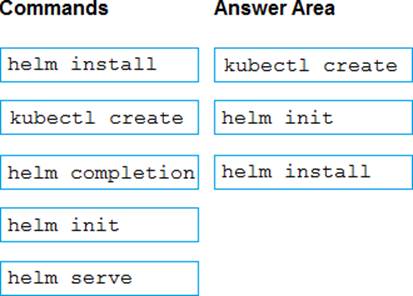 Commands
Answer Area
helm install
kubectl create
kubectl create
helm init
helm completion
helm install
helm init
helm serve